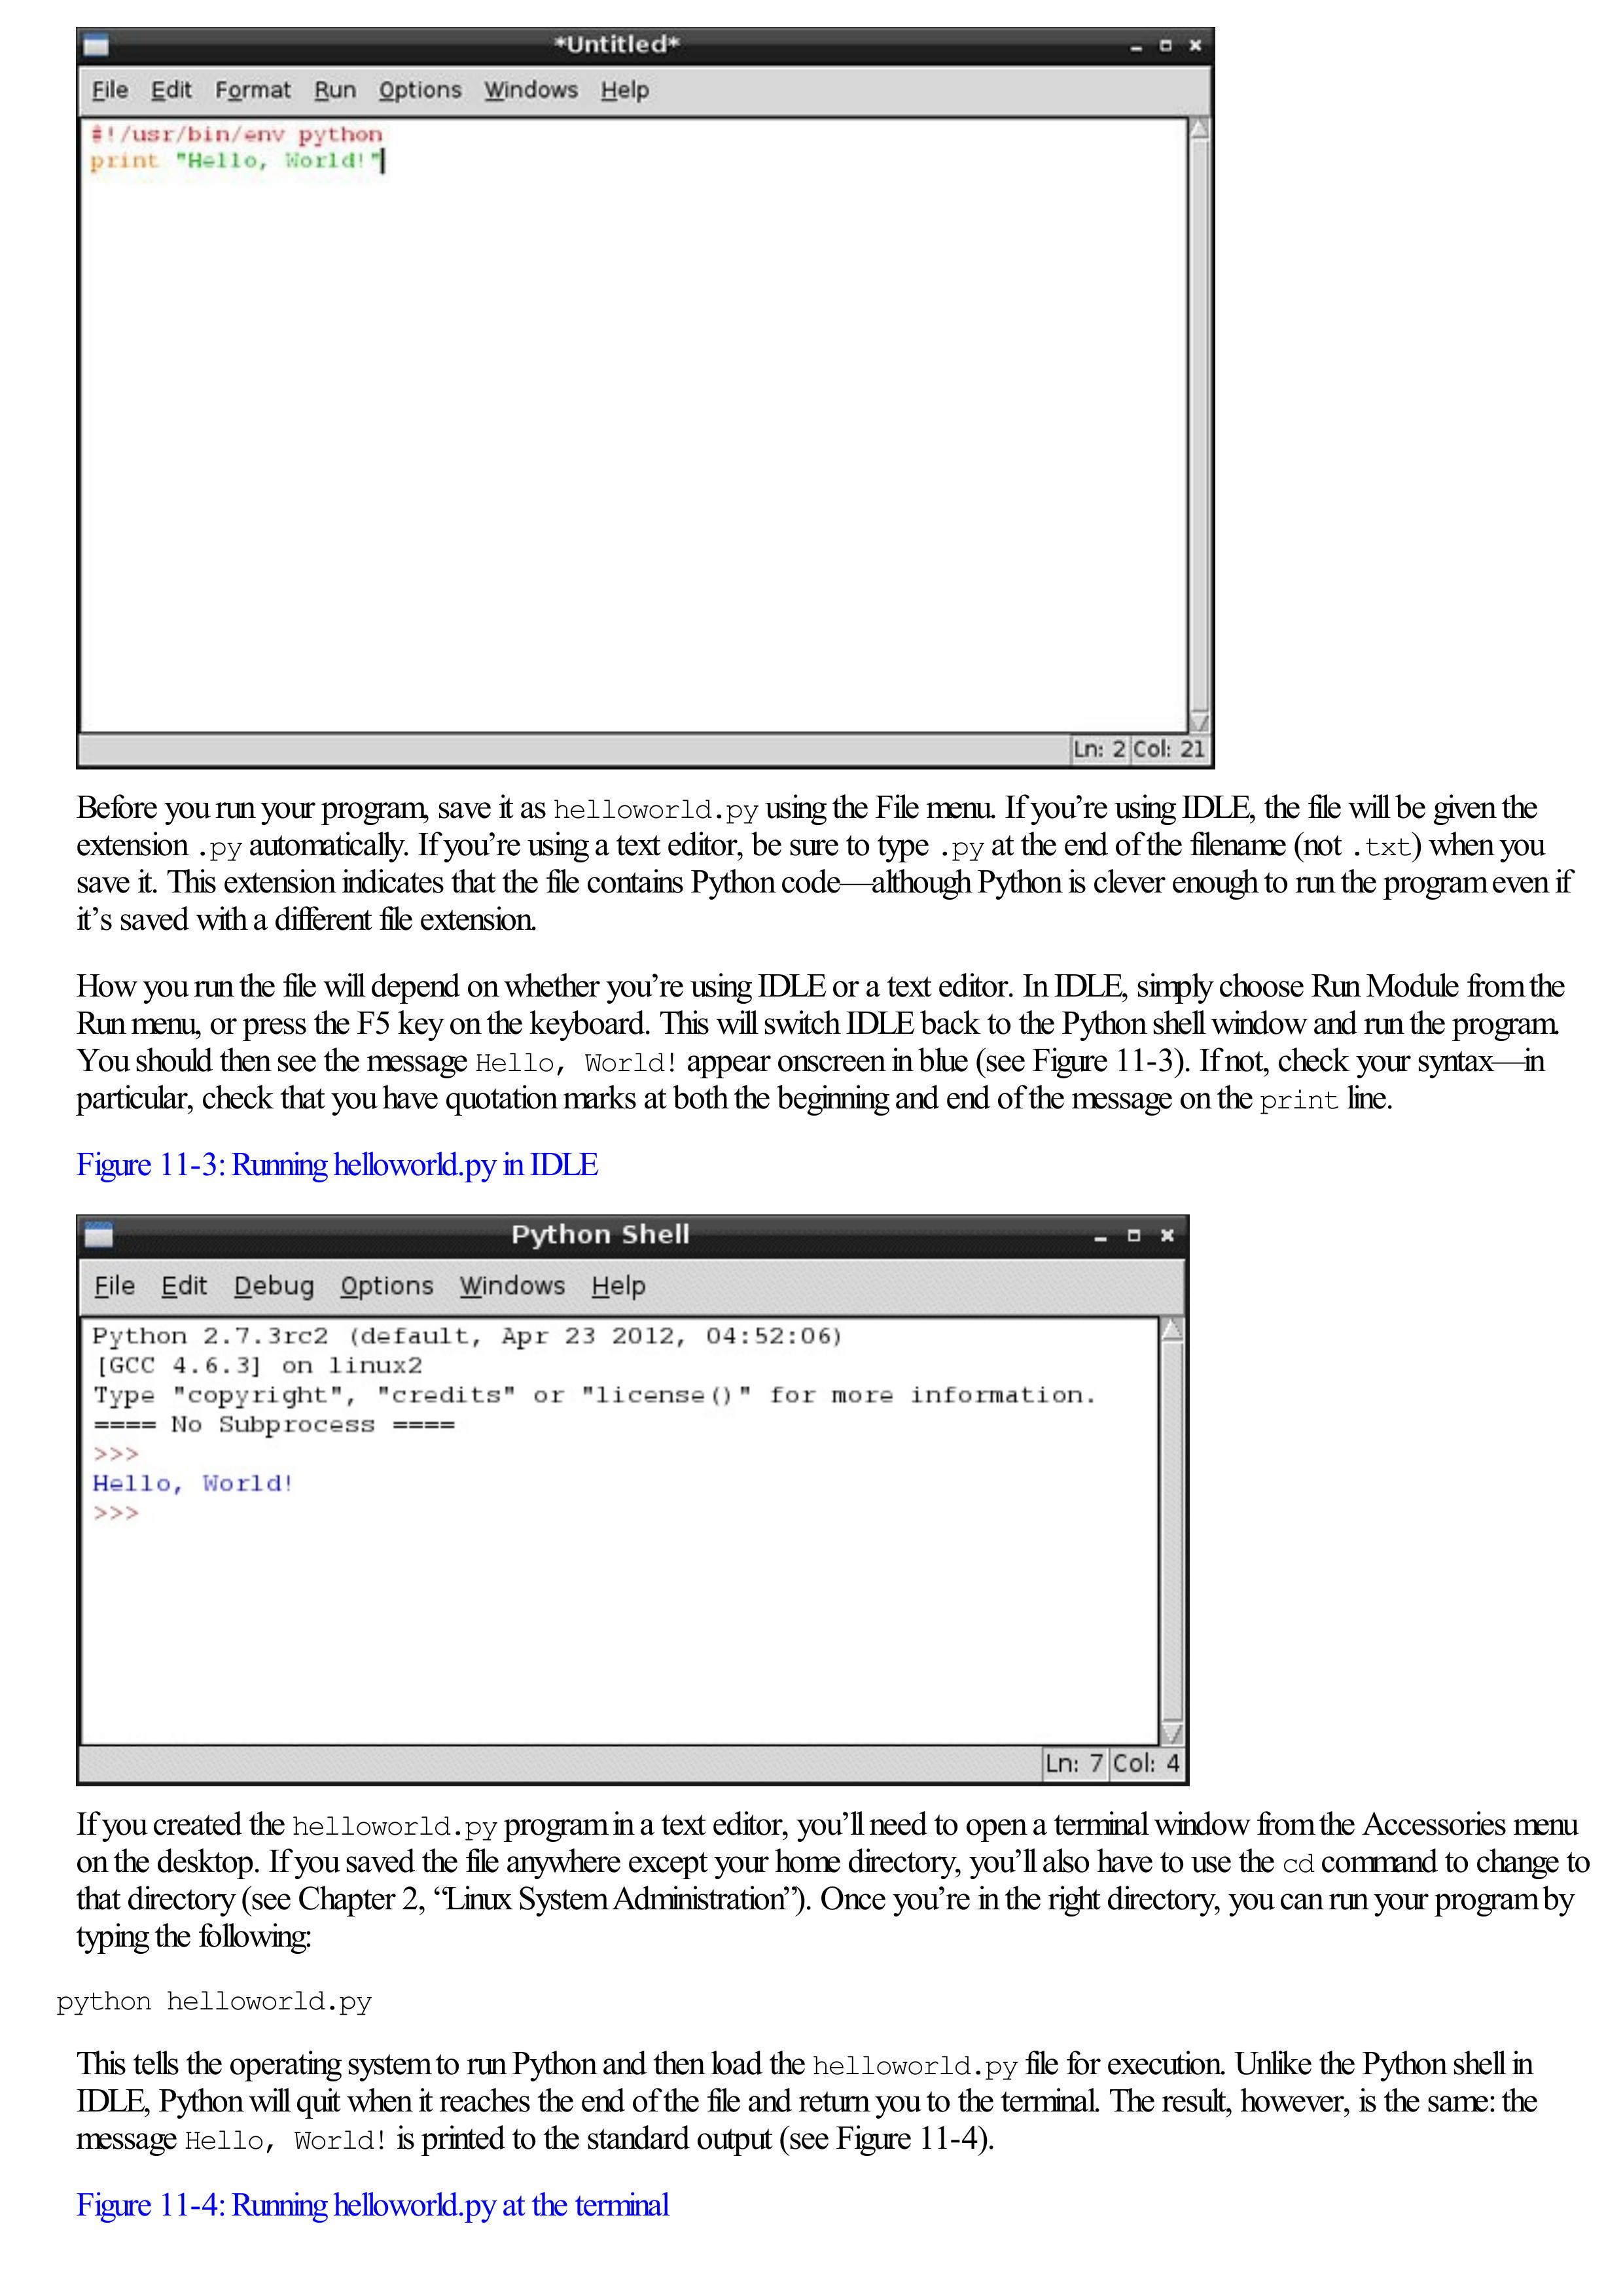 *Untitled*
File Edit Format Run Options Windows Help
#!/usr/bin/env python
print "Hello, World!"
Ln: 2 Col: 21
Before you run your program, save it as helloworld.py using the File menu. If you’re using IDLE, the file will be given the
extension .py automatically. If you’re using a text editor, be sure to type .py at the end of the filename (not .txt) when you
save it. This extension indicates that the file contains Python code—although Python is clever enough to run the program even if
it’s saved with a different file extension.
How you run the file will depend on whether you’re using IDLE or a text editor. In IDLE, simply choose Run Module from the
Run menu, or press the F5 key on the keyboard. This will switch IDLE back to the Python shell window and run the program.
You should then see the message Hello, World! appear onscreen in blue (see Figure 11-3). If not, check your syntax—in
particular, check that you have quotation marks at both the beginning and end of the message on the print line.
Figure 11-3: Running helloworld.py in IDLE
Python Shell
File Edit Debug Options Windows Help
Python 2.7.3rc2 (default, Apr 23 2012, 04:52:06)
[GCC 4.6.3] on linux2
Type "copyright", "credits" or "license()" for more information.
==== No Subprocess ====
>>>
Hello, World!
>>>
Ln: 7 Col: 4
If you created the helloworld.py program in a text editor, you’ll need to open a terminal window from the Accessories menu
on the desktop. If you saved the file anywhere except your home directory, you’ll also have to use the cd command to change to
that directory (see Chapter 2, “Linux System Administration”). Once you’re in the right directory, you can run your program by
typing the following:
python helloworld.py
This tells the operating system to run Python and then load the helloworld.py file for execution. Unlike the Python shell in
IDLE, Python will quit when it reaches the end of the file and return you to the terminal. The result, however, is the same: the
message Hello, World! is printed to the standard output (see Figure 11-4).
Figure 11-4: Running helloworld.py at the terminal